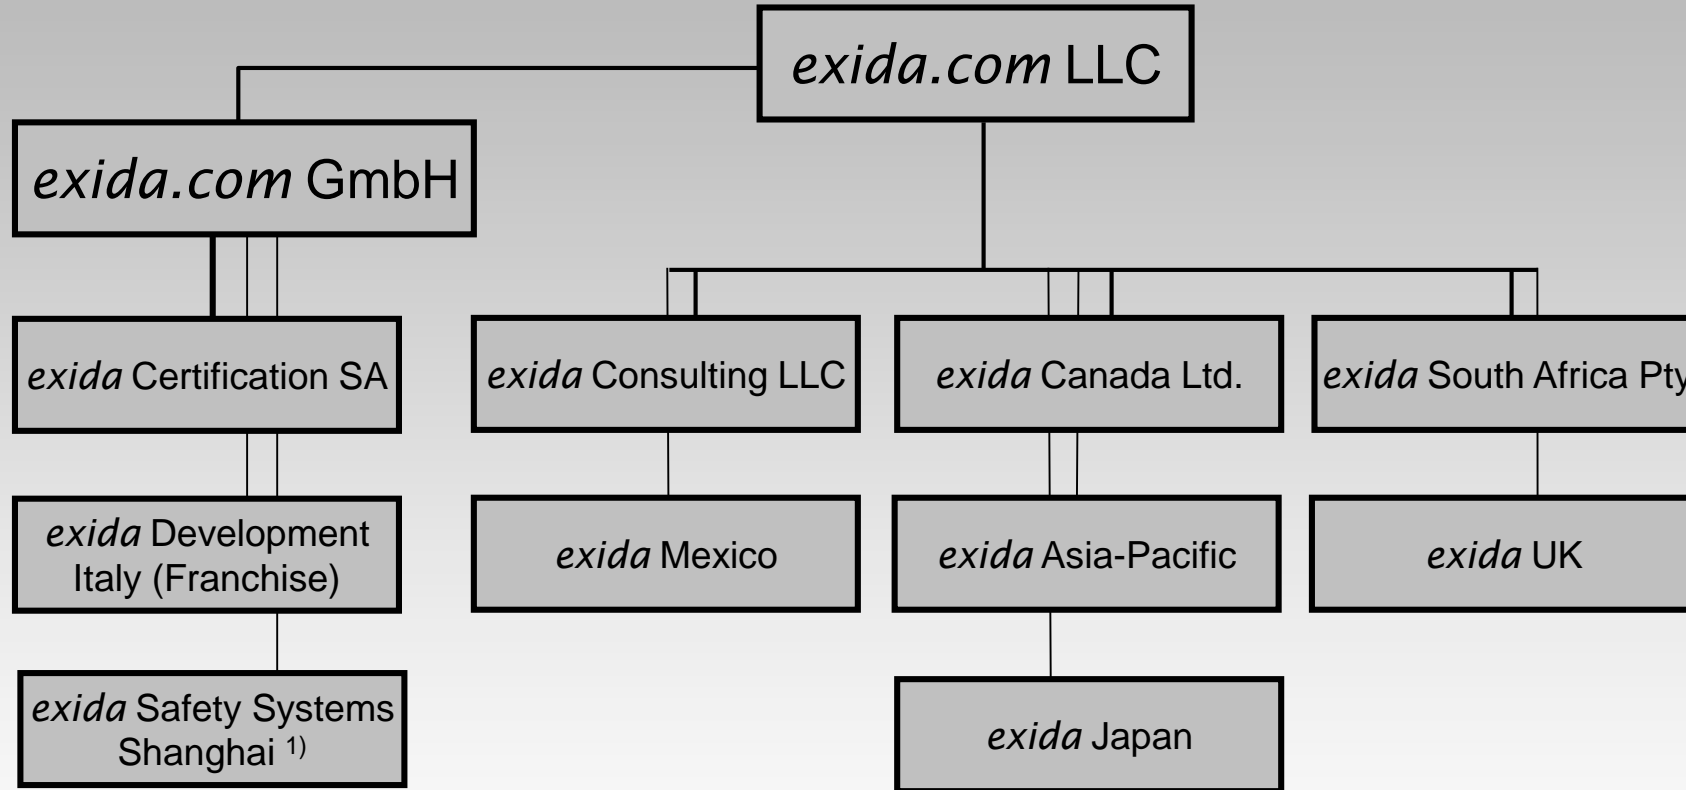 exida.com LLC
exida.com GmbH
exida Certification SA
exida Consulting LLC
exida Canada Ltd.
exida South Africa Pty
exida Development
Italy (Franchise)
exida Mexico
exida Asia-Pacific
exida UK
exida Safety Systems
Shanghai 1)
exida Japan